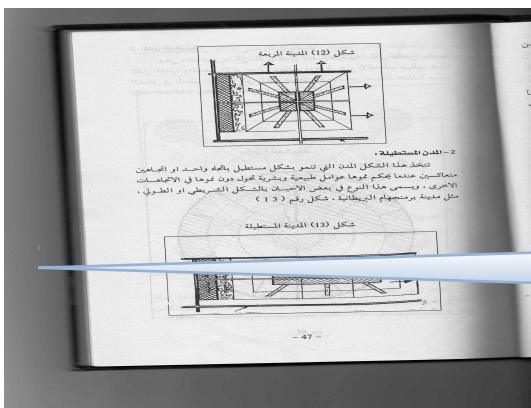 شكل (12) المدينة المربعة
2- المدن المستطيلة .
تتخذ هذا الشكل المدن التي تنمو بشكل مستطيل باتجاه واحد او اتجاهين
متعاكسين عندما يحكم نموها عوامل طبيعية وبشرية تحول دون نموها في الاتجاهات
الاخرى . ويسمى هذا النوع في بعض الاحيان بالشكل الشريطي او الطولي .
مثل مدينة برمنجهام البريطانية . شكل رقم (13)
شكل (13) المدينة المستطيلة
- 47 -